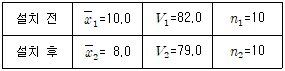 설치 전 x̄₁=10.0 V₁=82.0 n₁=10
설치 후 x̄₂= 8.0 V₂=79.0 n₂=10